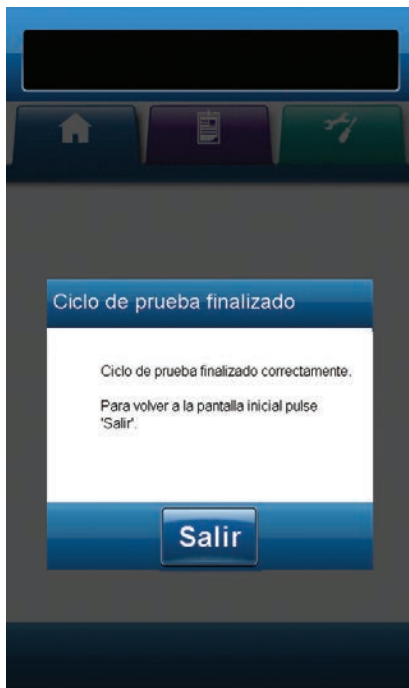 Ciclo de prueba finalizado
Ciclo de prueba finalizado correctamente.
Para volver a la pantalla inicial pulse
'Salir'.
Salir